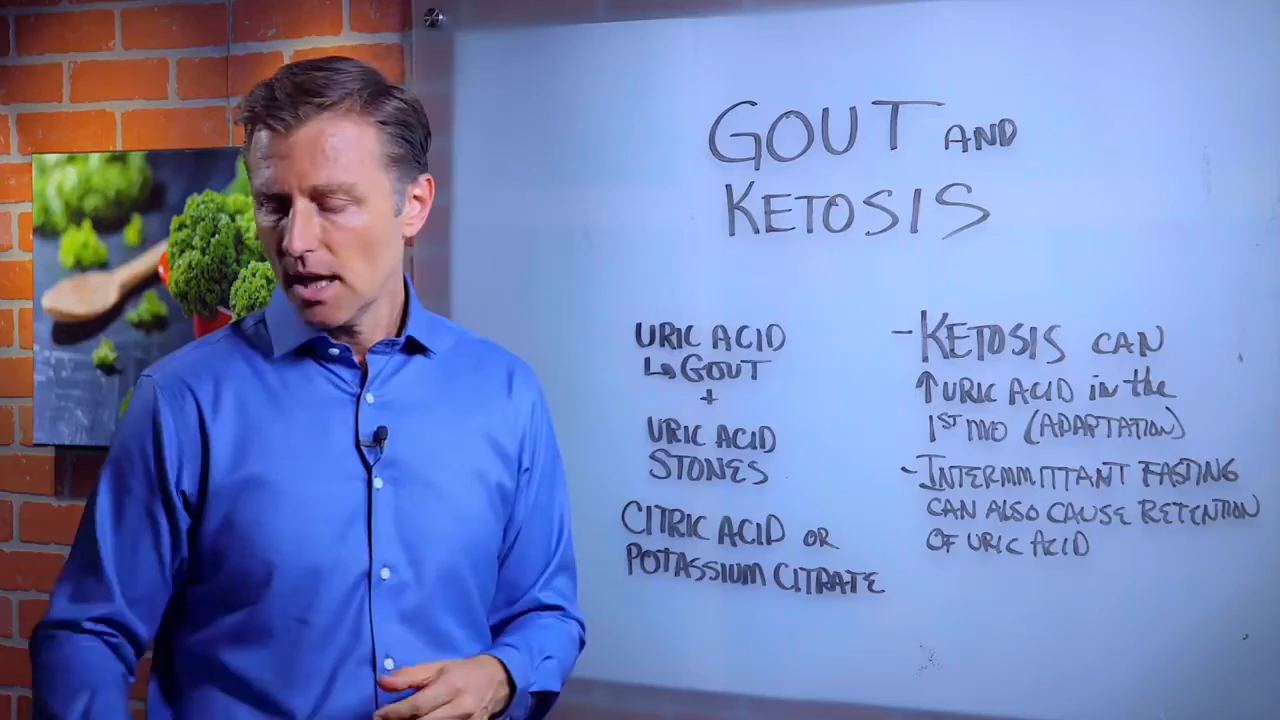 GOUT AND
KETOSIS
URIC ACID
↳GOUT
+
URIC ACID
STONES
CITRIC ACID OR
POTASSIUM CITRATE
-KETOSIS CAN
↑URIC ACID in the
1ST MO (ADAPTATION)
-INTERMMITTANT FASTING
CAN ALSO CAUSE RETENTION
OF URIC ACID